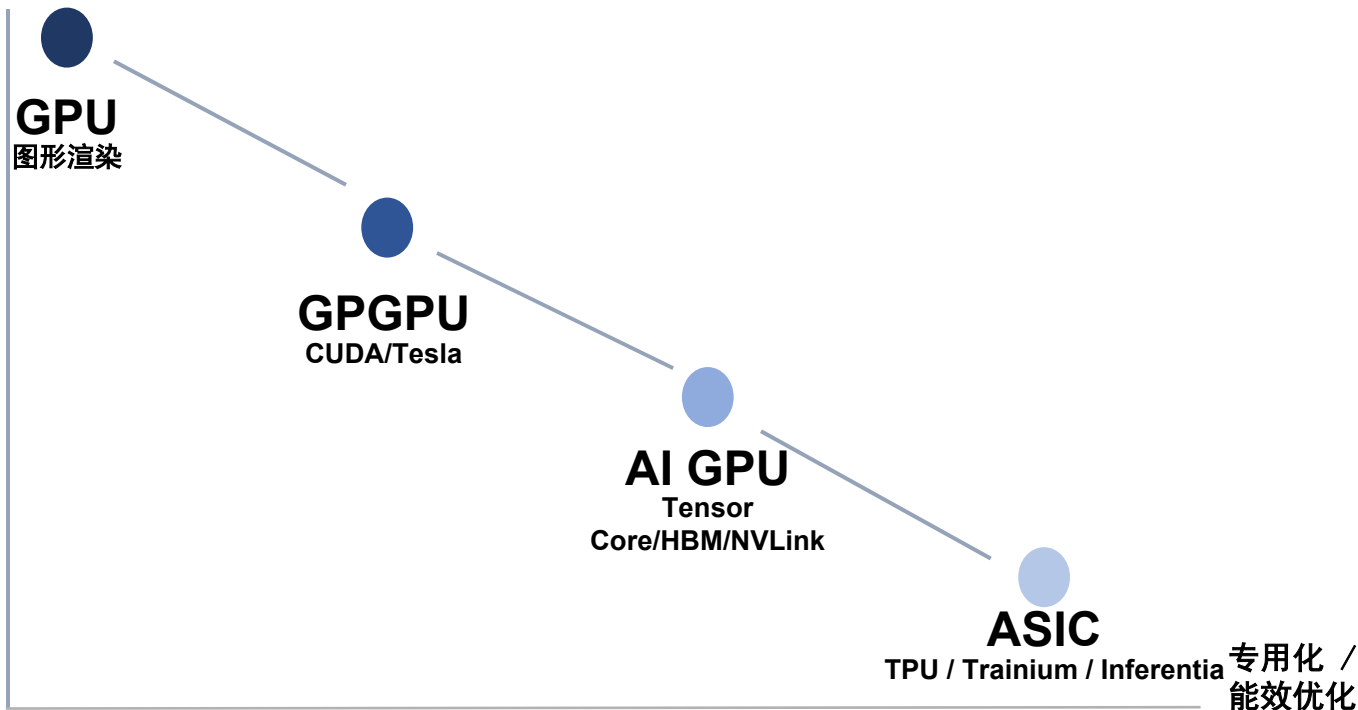 GPU
图形渲染
GPGPU
CUDA/Tesla
AI GPU
Tensor
Core/HBM/NVLink
ASIC
TPU / Trainium / Inferentia
专用化 /
能效优化